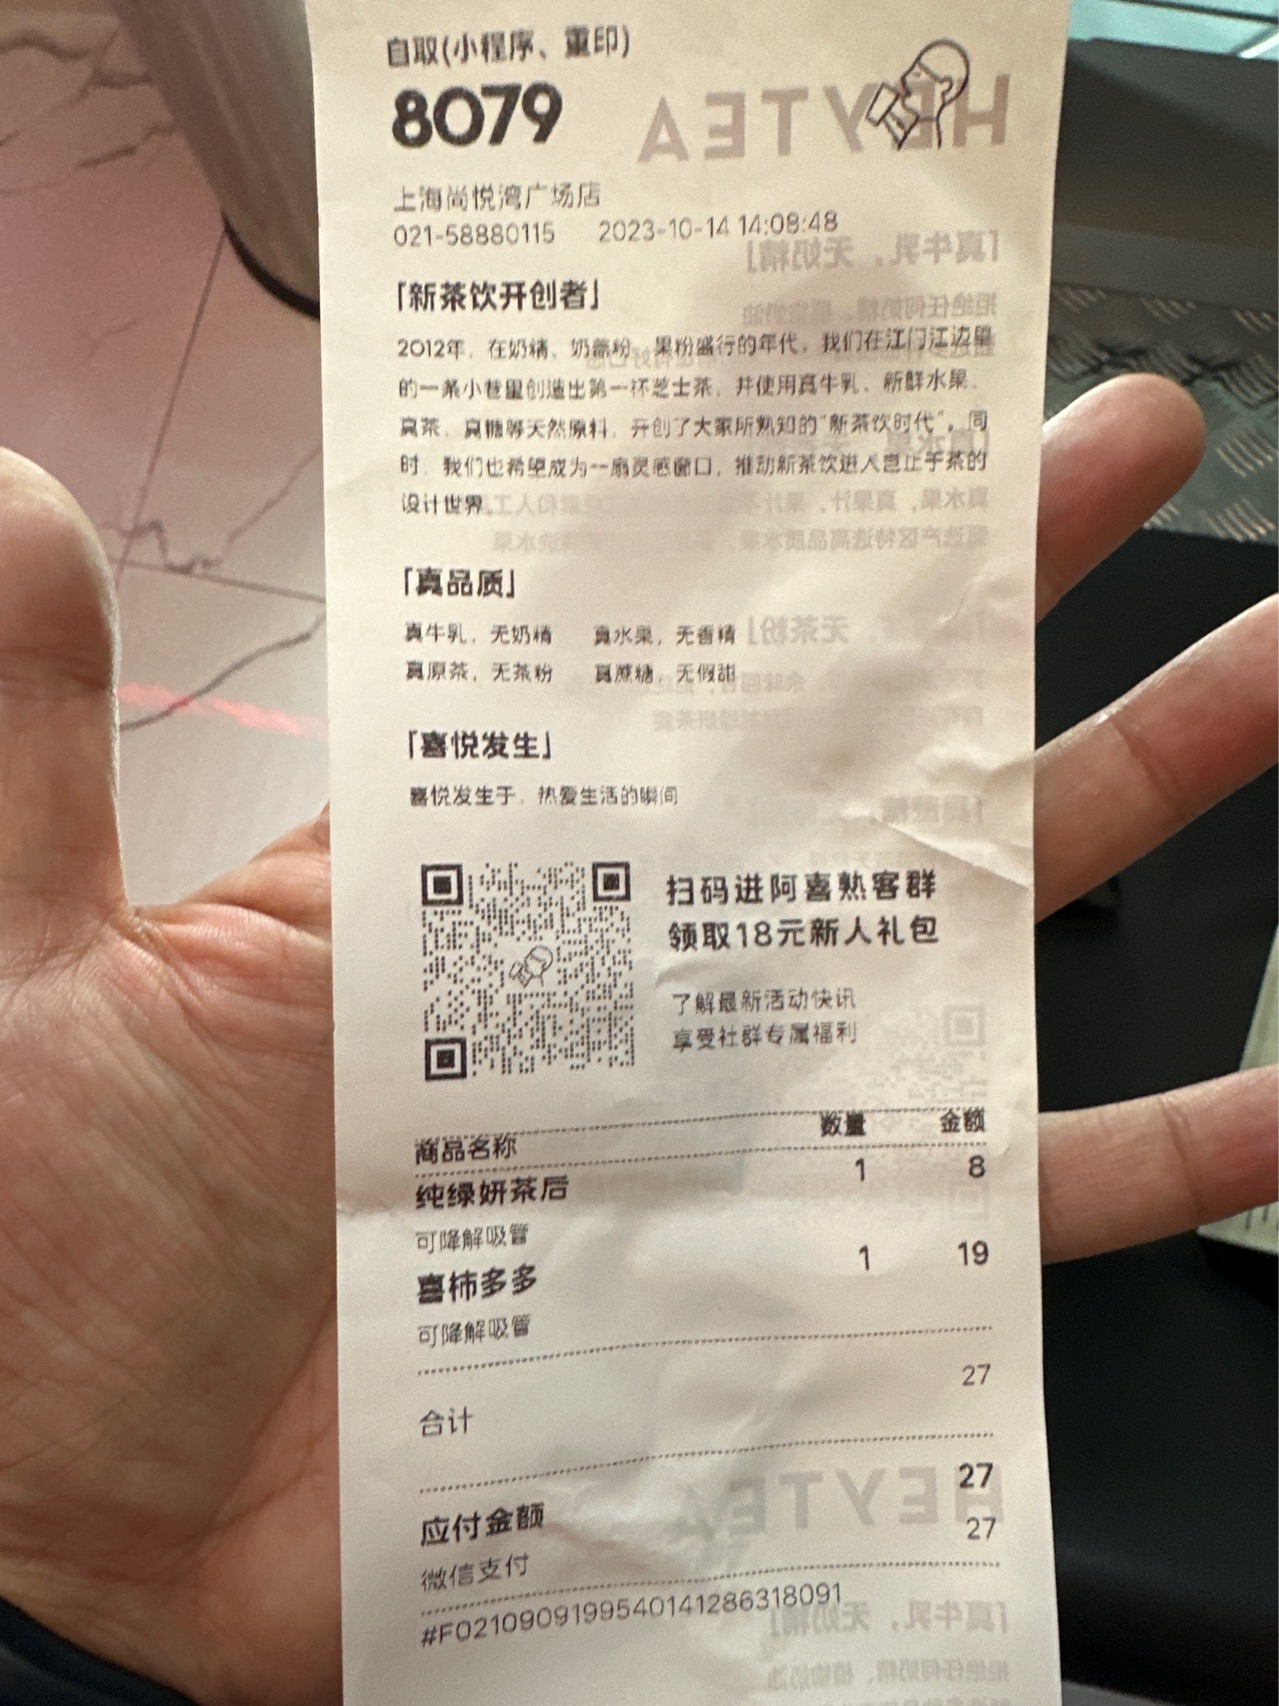 自取(小程序、重印)
8079
HEYTEA
上海尚悦湾广场店
021-58880115 2023-10-14 14:08:48
「新茶饮开创者」
2012年，在奶精、奶盖粉、果粉盛行的年代，我们在江门江边里
的一条小巷里创造出第一杯芝士茶，并使用真牛乳、新鲜水果、
真茶、真糖等天然原料，开创了大家所熟知的“新茶饮时代”，同
时，我们也希望成为一扇灵感窗口，推动新茶饮进入岂止于茶的
设计世界。
「真品质」
真牛乳，无奶精 真水果，无香精
真原茶，无茶粉 真蔗糖，无假甜
「喜悦发生」
喜悦发生于，热爱生活的瞬间
扫码进阿喜熟客群
领取18元新人礼包
了解最新活动快讯
享受社群专属福利
商品名称 数量 金额
纯绿妍茶后 1 8
可降解吸管
喜柿多多 1 19
可降解吸管
合计 27
应付金额 27
微信支付 27
#F02109091995401412863180​91
HEYTEA